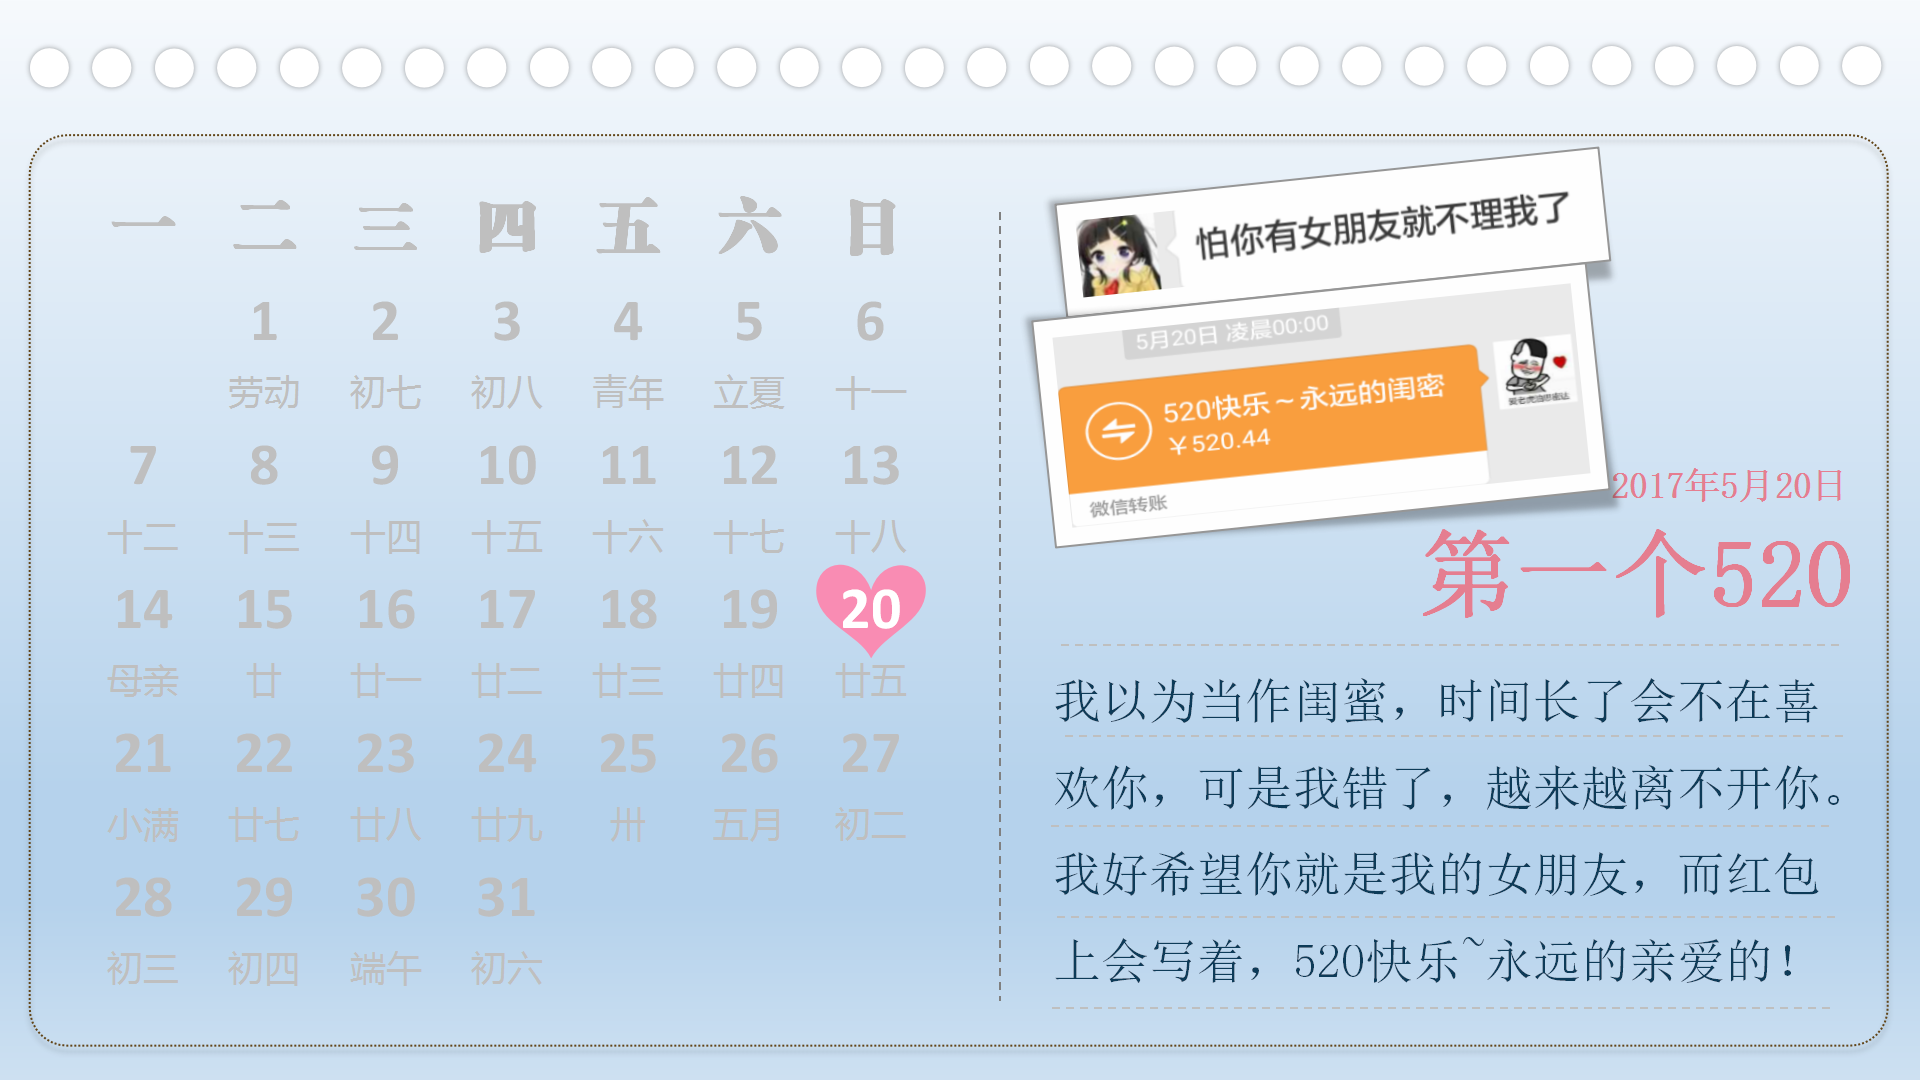 一 二 三 四 五 六 日
1 2 3 4 5 6
劳动 初七 初八 青年 立夏 十一
7 8 9 10 11 12 13
十二 十三 十四 十五 十六 十七 十八
14 15 16 17 18 19 20
母亲 廿 廿一 廿二 廿三 廿四 廿五
21 22 23 24 25 26 27
小满 廿七 廿八 廿九 卅 五月 初二
28 29 30 31
初三 初四 端午 初六
怕你有女朋友就不理我了
5月20日 凌晨00:00
520快乐~永远的闺密
￥520.44
微信转账
2017年5月20日
第一个520
我以为当作闺蜜，时间长了会不在喜
欢你，可是我错了，越来越离不开你。
我好希望你就是我的女朋友，而红包
上会写着，520快乐~永远的亲爱的！